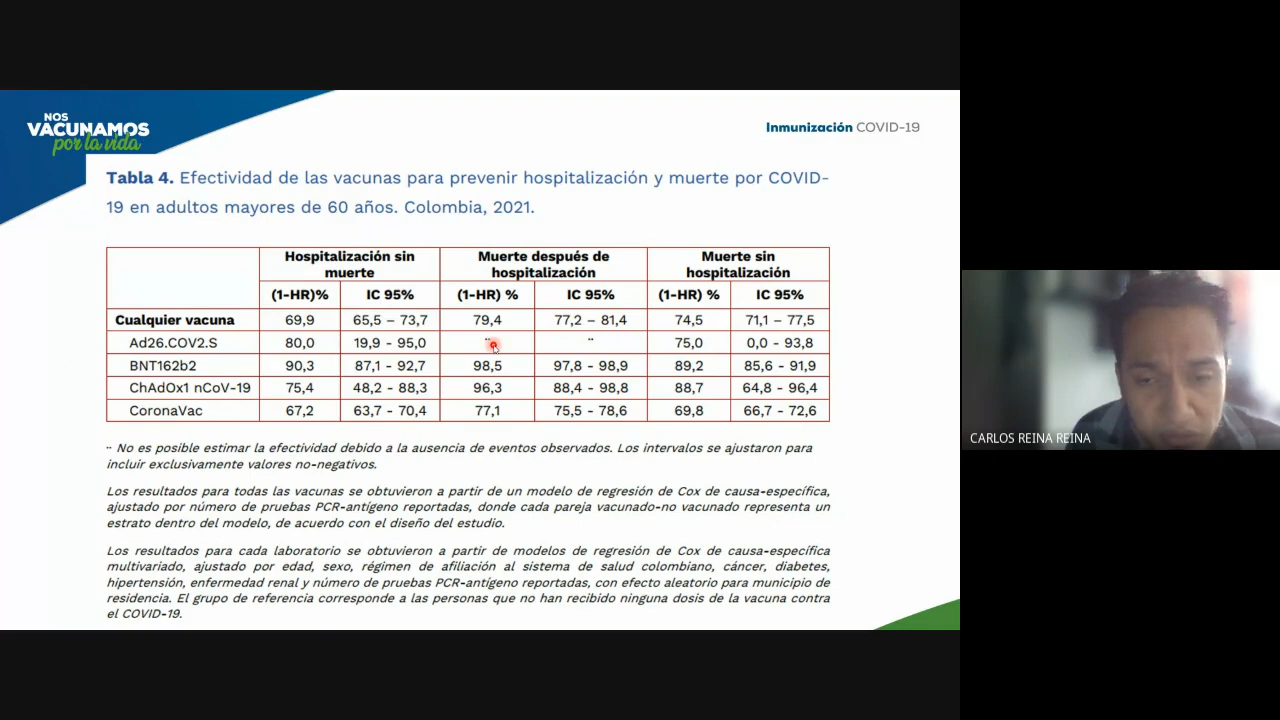 NOS
VACUNAMOS
por la vida
Inmunización COVID-19
Tabla 4. Efectividad de las vacunas para prevenir hospitalización y muerte por COVID-
19 en adultos mayores de 60 años. Colombia, 2021.
Hospitalización sin muerte Muerte después de hospitalización Muerte sin hospitalización
(1-HR)% IC 95% (1-HR) % IC 95% (1-HR) % IC 95%
Cualquier vacuna 69,9 65,5 – 73,7 79,4 77,2 – 81,4 74,5 71,1 – 77,5
Ad26.COV2.S 80,0 19,9 - 95,0 ¨ ¨ 75,0 0,0 - 93,8
BNT162b2 90,3 87,1 - 92,7 98,5 97,8 - 98,9 89,2 85,6 - 91,9
ChAdOx1 nCoV-19 75,4 48,2 - 88,3 96,3 88,4 - 98,8 88,7 64,8 - 96,4
CoronaVac 67,2 63,7 - 70,4 77,1 75,5 - 78,6 69,8 66,7 - 72,6
¨ No es posible estimar la efectividad debido a la ausencia de eventos observados. Los intervalos se ajustaron para
incluir exclusivamente valores no-negativos.
Los resultados para todas las vacunas se obtuvieron a partir de un modelo de regresión de Cox de causa-específica,
ajustado por número de pruebas PCR-antígeno reportadas, donde cada pareja vacunado-no vacunado representa un
estrato dentro del modelo, de acuerdo con el diseño del estudio.
Los resultados para cada laboratorio se obtuvieron a partir de modelos de regresión de Cox de causa-específica
multivariado, ajustado por edad, sexo, régimen de afiliación al sistema de salud colombiano, cáncer, diabetes,
hipertensión, enfermedad renal y número de pruebas PCR-antígeno reportadas, con efecto aleatorio para municipio de
residencia. El grupo de referencia corresponde a las personas que no han recibido ninguna dosis de la vacuna contra
el COVID-19.
CARLOS REINA REINA